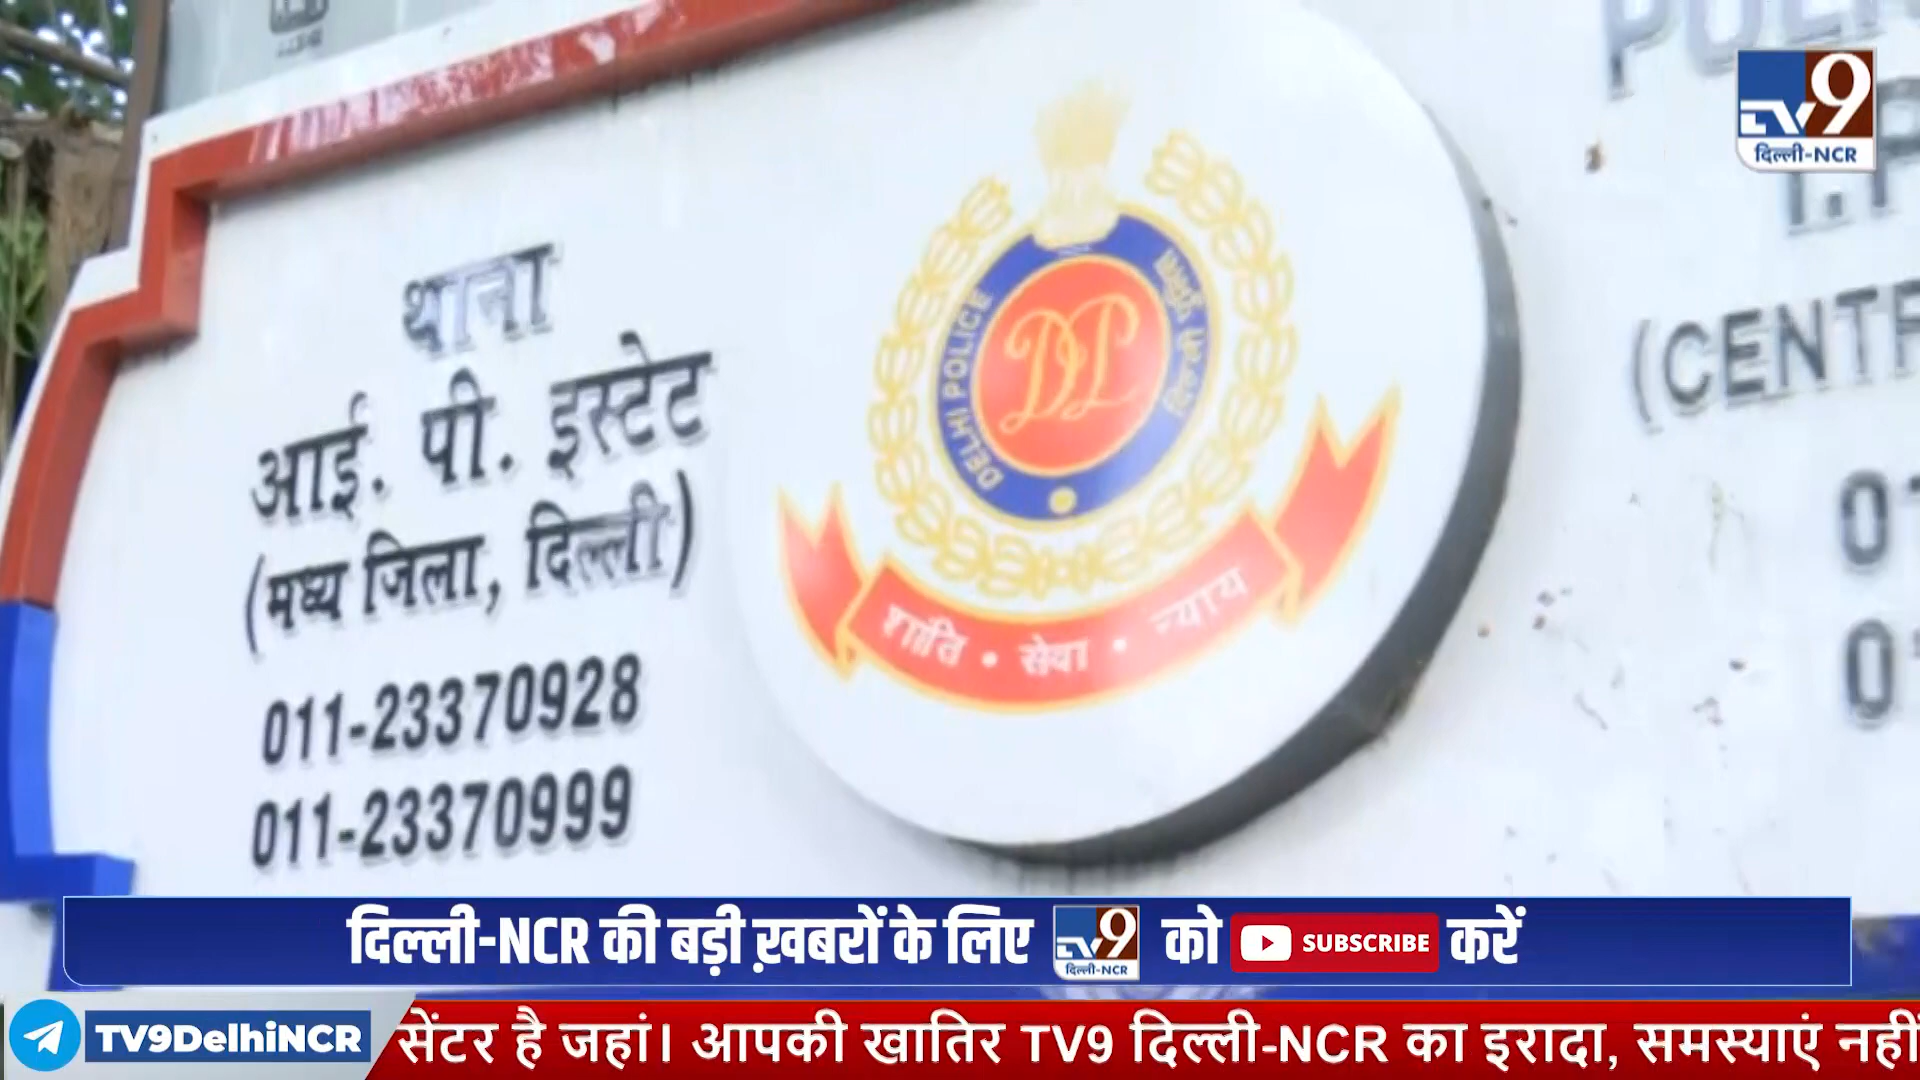 थाना
आई. पी. इस्टेट
(मध्य जिला, दिल्ली)
011-23370928
011-23370999
DELHI POLICE
दिल्ली पुलिस
DP
शांति • सेवा • न्याय
(CENTR
TV9
दिल्ली-NCR
दिल्ली-NCR की बड़ी ख़बरों के लिए TV9 दिल्ली-NCR को SUBSCRIBE करें
TV9DelhiNCR
सेंटर है जहां। आपकी खातिर TV9 दिल्ली-NCR का इरादा, समस्याएं नहीं